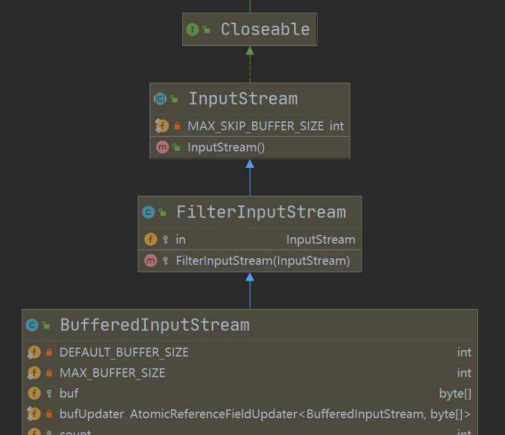 Closeable
InputStream
MAX_SKIP_BUFFER_SIZE int
InputStream()
FilterInputStream
in InputStream
FilterInputStream(InputStream)
BufferedInputStream
DEFAULT_BUFFER_SIZE int
MAX_BUFFER_SIZE int
buf byte[]
bufUpdater AtomicReferenceFieldUpdater<BufferedInputStream, byte[]>
count int